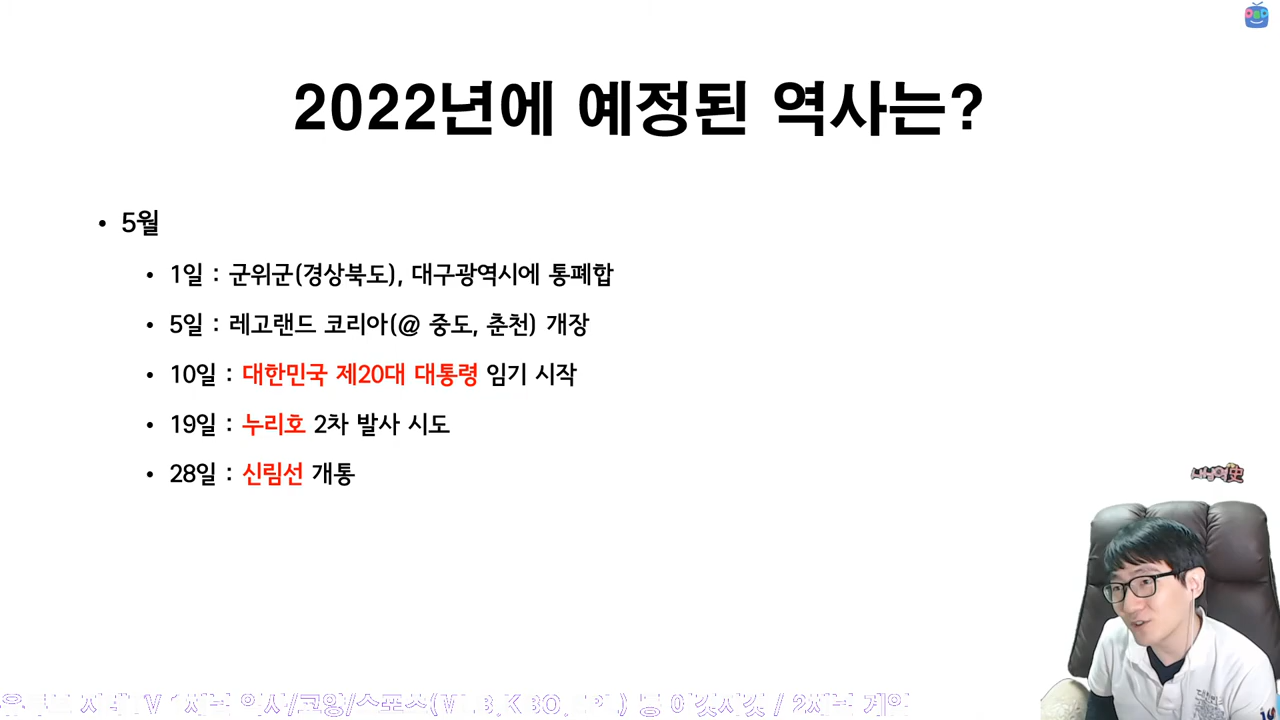 2022년에 예정된 역사는?
• 5월
• 1일 : 군위군(경상북도), 대구광역시에 통폐합
• 5일 : 레고랜드 코리아(@ 중도, 춘천) 개장
• 10일 : 대한민국 제20대 대통령 임기 시작
• 19일 : 누리호 2차 발사 시도
• 28일 : 신림선 개통